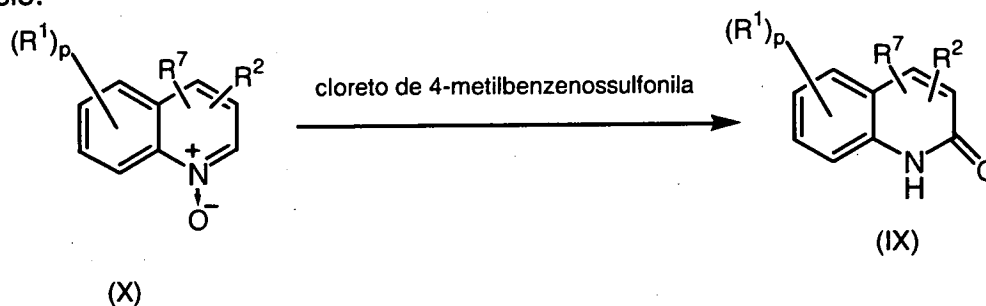 (R¹)p R⁷ R²
cloreto de 4-metilbenzenossulfonila
(R¹)p R⁷ R²
+
N
O−
N
H
O
(IX)
(X)